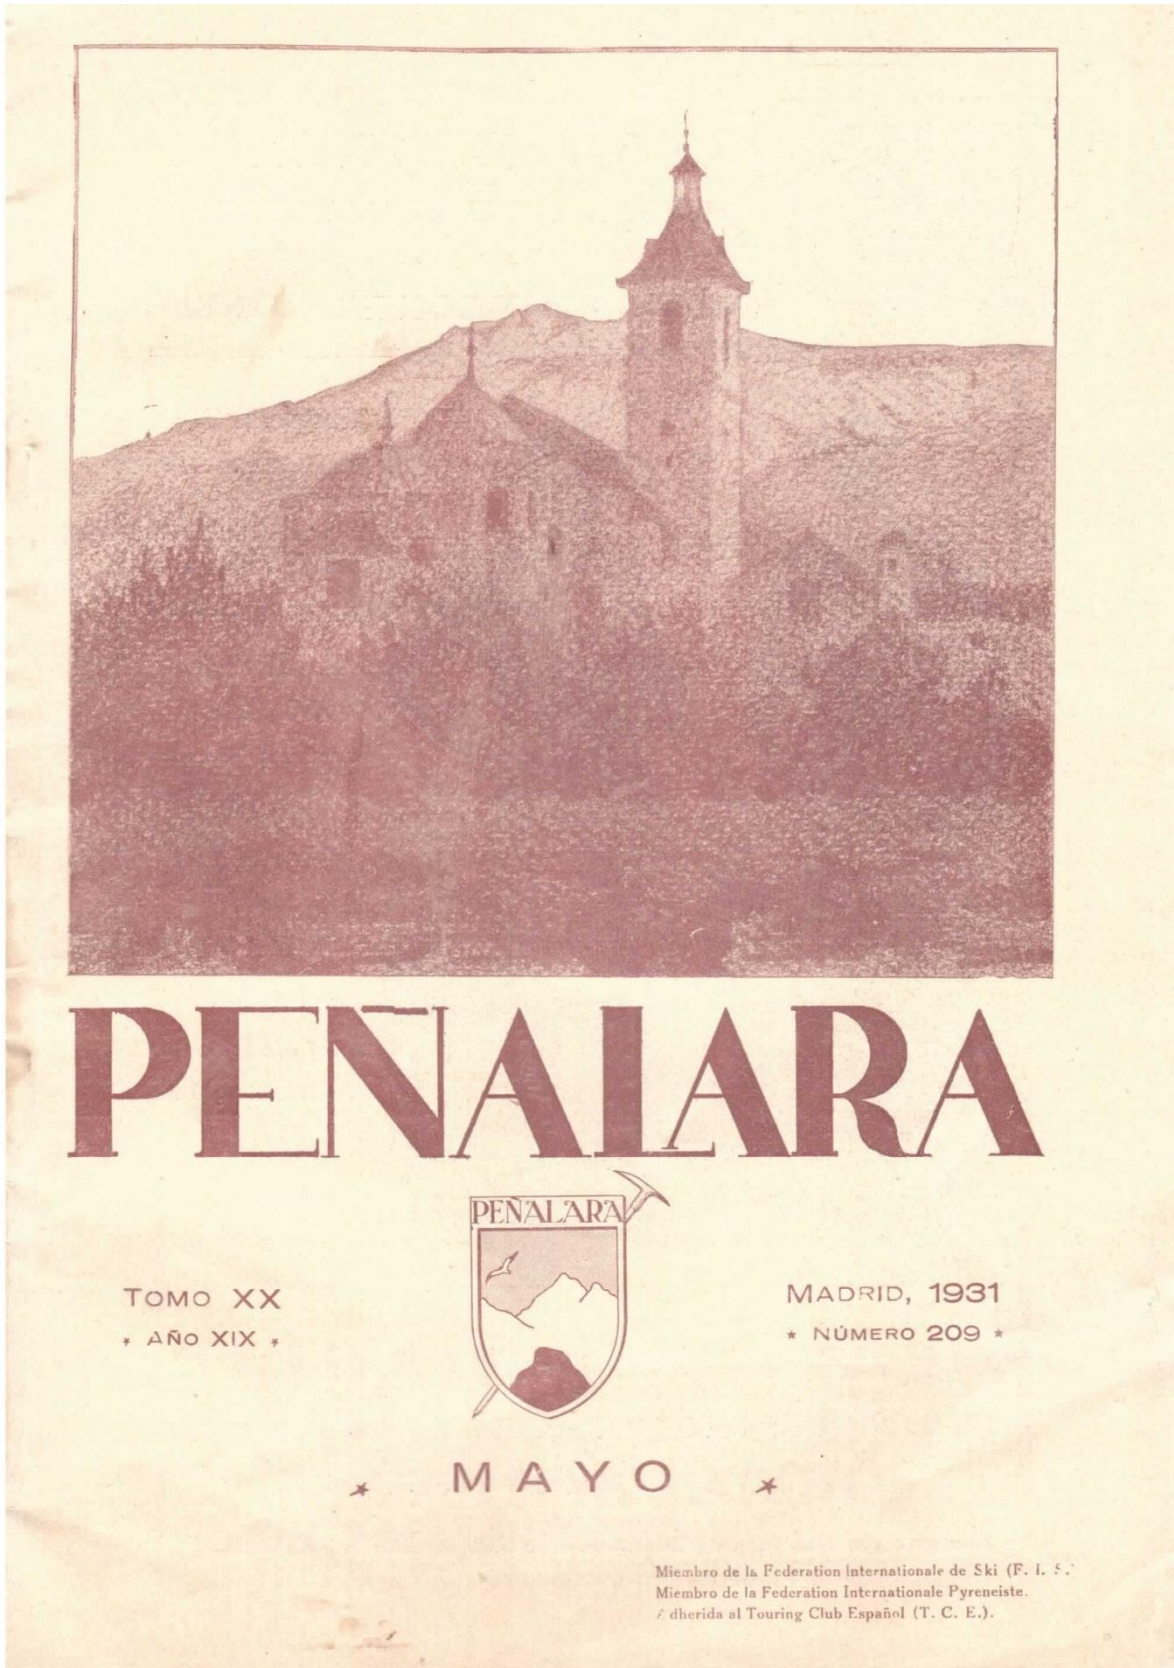 PEÑALARA
PEÑALARA
TOMO XX
* AÑO XIX *
MADRID, 1931
* NÚMERO 209 *
* MAYO *
Miembro de la Federation Internationale de Ski (F. I. S.
Miembro de la Federation Internationale Pyreneiste.
Adherida al Touring Club Español (T. C. E.).